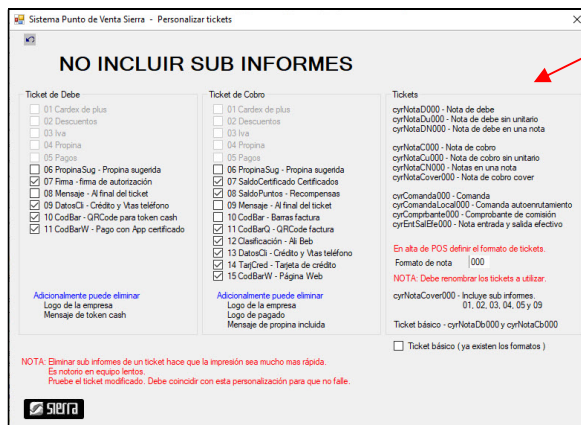 Sistema Punto de Venta Sierra - Personalizar tickets
NO INCLUIR SUB INFORMES
Ticket de Debe
01 Cardex de plus
02 Descuentos
03 Iva
04 Propina
05 Pagos
06 PropinaSug - Propina sugerida
07 Firma - firma de autorización
08 Mensaje - Al final del ticket
09 DatosCli - Crédito y Vtas teléfono
10 CodBar - QRCode para token cash
11 CodBarW - Pago con App certificado
Adicionalmente puede eliminar
Logo de la empresa
Mensaje de token cash
Ticket de Cobro
01 Cardex de plus
02 Descuentos
03 Iva
04 Propina
05 Pagos
06 PropinaSug - Propina sugerida
07 SaldoCertificado Certificados
08 SaldoPuntos - Recompensas
09 Mensaje - Al final del ticket
10 CodBar - Barras factura
11 CodBarQ - QRCode factura
12 Clasificación - Ali Beb
13 DatosCli - Crédito y Vtas teléfono
14 TarjCred - Tarjeta de crédito
15 CodBarW - Página Web
Adicionalmente puede eliminar
Logo de la empresa
Logo de pagado
Mensaje de propina incluida
Tickets
cyrNotaD000 - Nota de debe
cyrNotaDu000 - Nota de debe sin unitario
cyrNotaDN000 - Nota de debe en una nota
cyrNotaC000 - Nota de cobro
cyrNotaCu000 - Nota de cobro sin unitario
cyrNotaCN000 - Notas en una nota
cyrNotaCover000 - Nota de cobro cover
cyrComanda000 - Comanda
cyrComandaLocal000 - Comanda autoenrutamiento
cyrComprbante000 - Comprobante de comisión
cyrEntSalEfe000 - Nota entrada y salida efectivo
En alta de POS definir el formato de tickets.
Formato de nota 000
NOTA: Debe renombrar los tickets a utilizar.
cyrNotaCover000 - Incluye sub informes.
01, 02, 03, 04, 05 y 09
Ticket básico - cyrNotaDb000 y cyrNotaCb000
Ticket básico ( ya existen los formatos )
NOTA: Eliminar sub informes de un ticket hace que la impresión sea mucho mas rápida.
Es notorio en equipo lentos.
Pruebe el ticket modificado. Debe coincidir con esta personalización para que no falle.
sierra